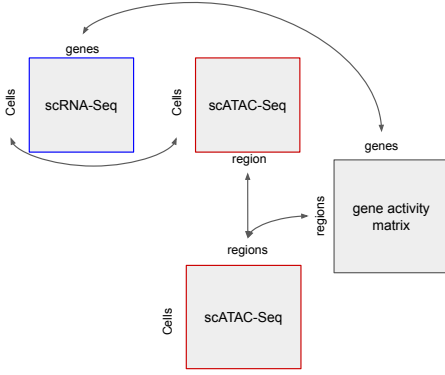 genes
Cells
scRNA-Seq
Cells
scATAC-Seq
region
genes
regions
gene activity
matrix
regions
Cells
scATAC-Seq